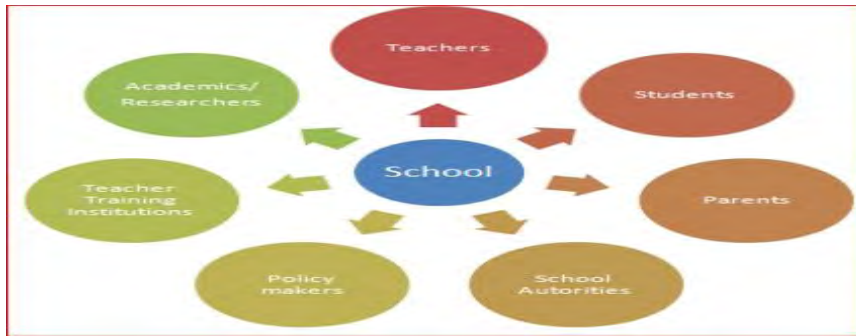 Teachers
Students
Parents
School
Autorities
Policy
makers
Teacher
Training
Institutions
Academics/
Researchers
School